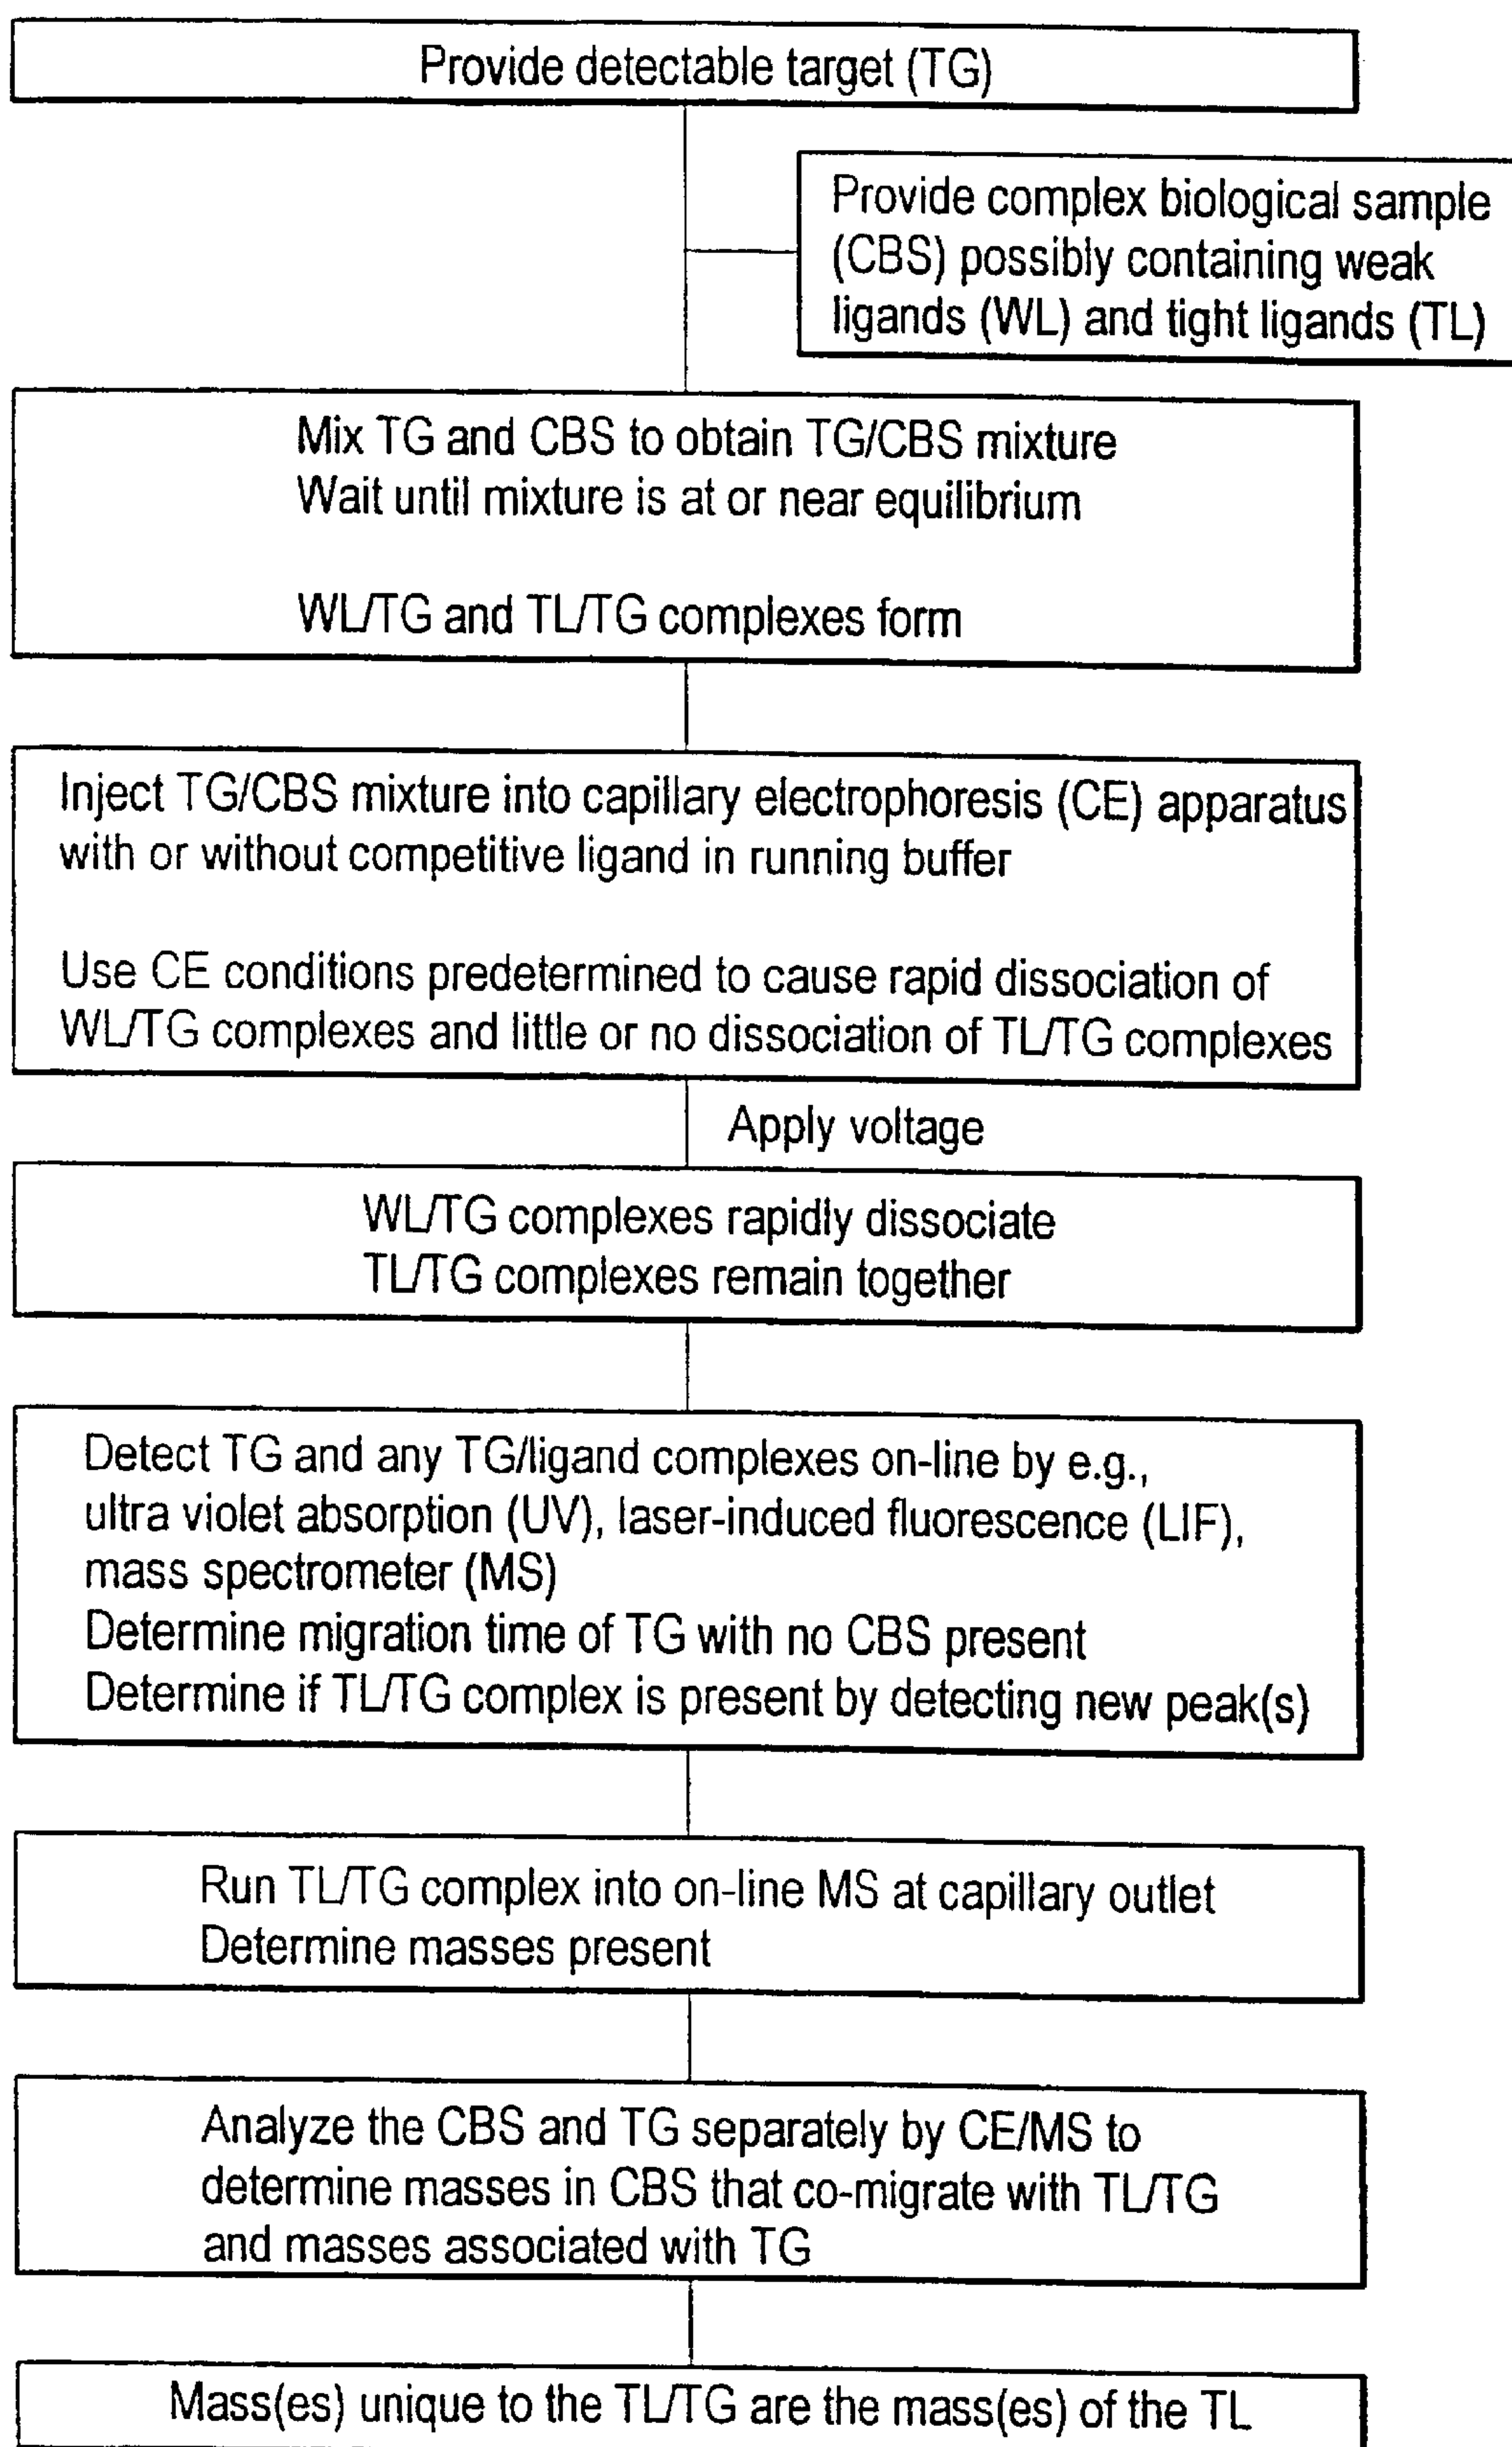 Provide detectable target (TG)
Provide complex biological sample
(CBS) possibly containing weak
ligands (WL) and tight ligands (TL)
Mix TG and CBS to obtain TG/CBS mixture
Wait until mixture is at or near equilibrium
WL/TG and TL/TG complexes form
Inject TG/CBS mixture into capillary electrophoresis (CE) apparatus
with or without competitive ligand in running buffer
Use CE conditions predetermined to cause rapid dissociation of
WL/TG complexes and little or no dissociation of TL/TG complexes
Apply voltage
WL/TG complexes rapidly dissociate
TL/TG complexes remain together
Detect TG and any TG/ligand complexes on-line by e.g.,
ultra violet absorption (UV), laser-induced fluorescence (LIF),
mass spectrometer (MS)
Determine migration time of TG with no CBS present
Determine if TL/TG complex is present by detecting new peak(s)
Run TL/TG complex into on-line MS at capillary outlet
Determine masses present
Analyze the CBS and TG separately by CE/MS to
determine masses in CBS that co-migrate with TL/TG
and masses associated with TG
Mass(es) unique to the TL/TG are the mass(es) of the TL